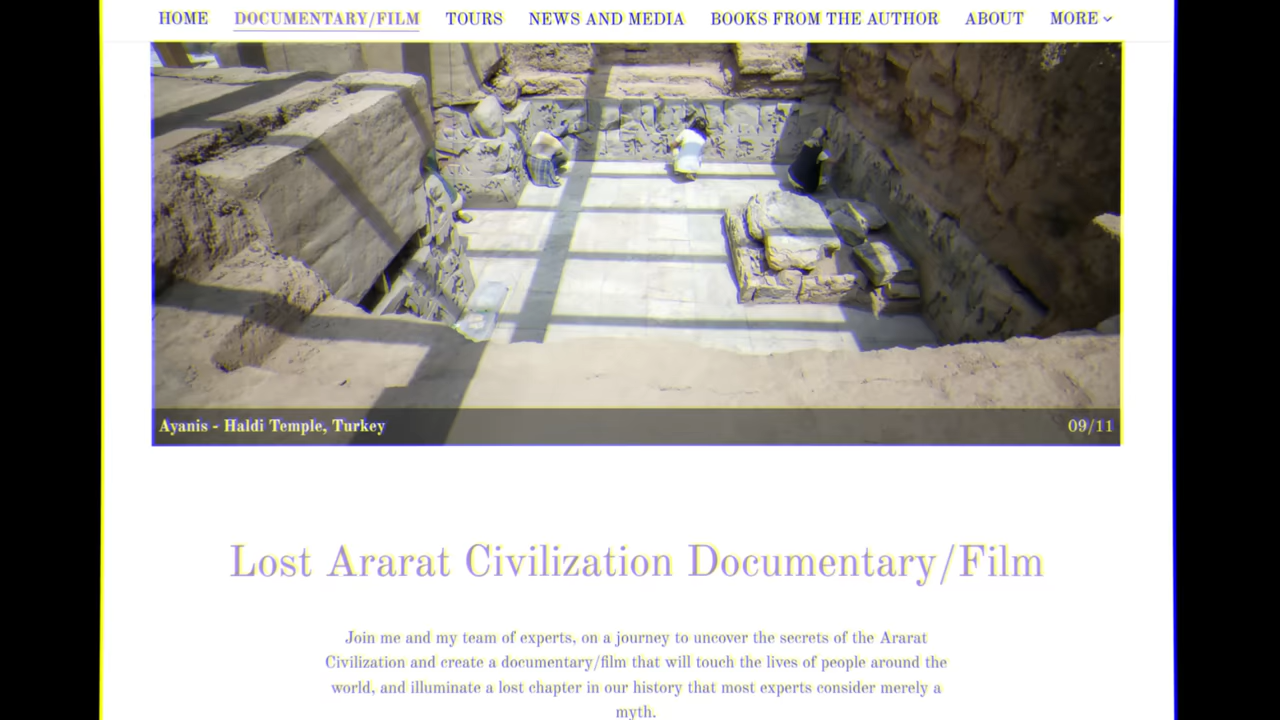 HOME DOCUMENTARY/FILM TOURS NEWS AND MEDIA BOOKS FROM THE AUTHOR ABOUT MORE
Ayanis - Haldi Temple, Turkey 09/11
Lost Ararat Civilization Documentary/Film
Join me and my team of experts, on a journey to uncover the secrets of the Ararat
Civilization and create a documentary/film that will touch the lives of people around the
world, and illuminate a lost chapter in our history that most experts consider merely a
myth.